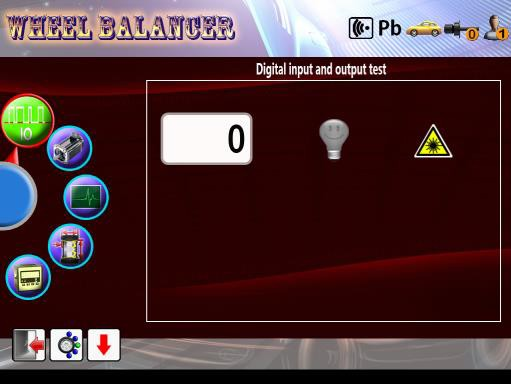 WHEEL BALANCER
Pb
0
1
Digital input and output test
IO
0